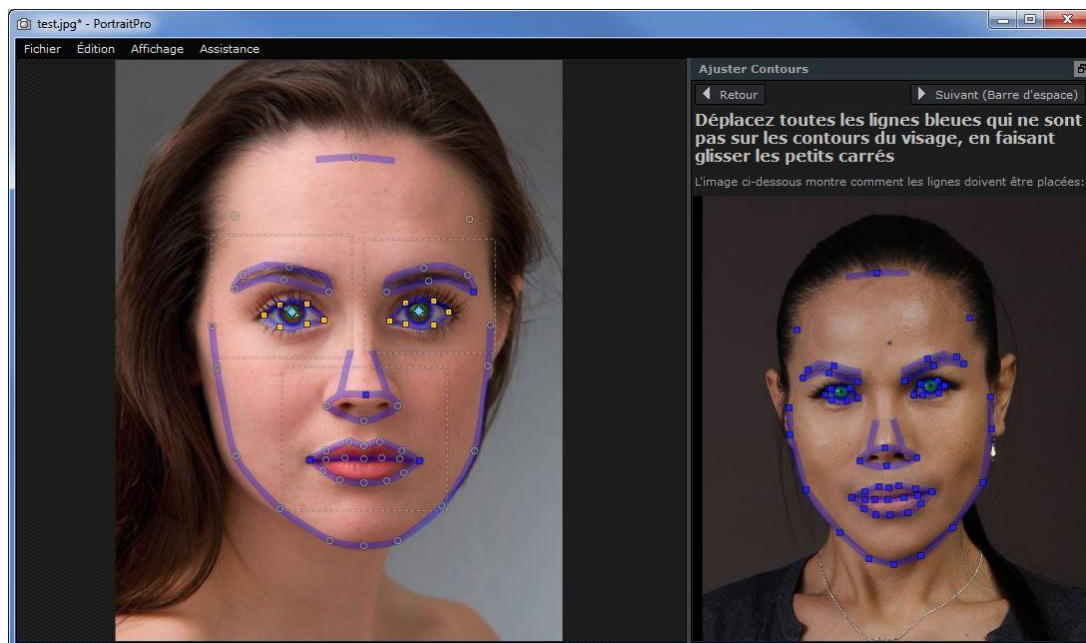 test.jpg* - PortraitPro
Fichier Édition Affichage Assistance
Ajuster Contours
Retour
Suivant (Barre d'espace)
Déplacez toutes les lignes bleues qui ne sont
pas sur les contours du visage, en faisant
glisser les petits carrés
L'image ci-dessous montre comment les lignes doivent être placées: